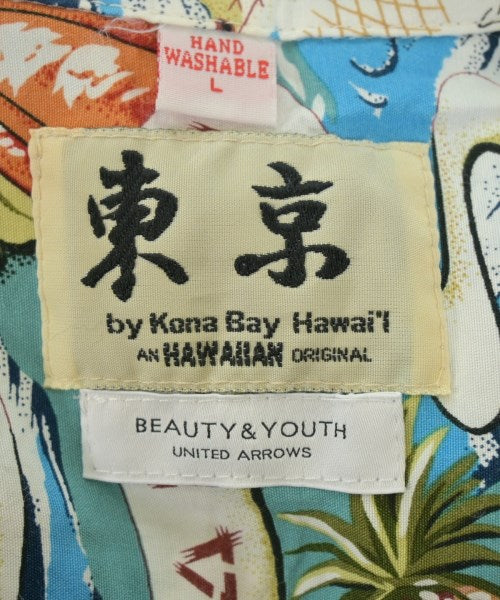 HAND
WASHABLE
L
東京
by Kona Bay Hawai'I
AN HAWAIIAN ORIGINAL
BEAUTY & YOUTH
UNITED ARROWS